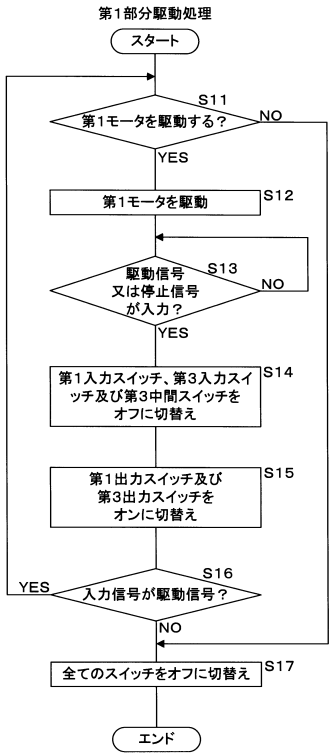 第1部分駆動処理
スタート
S11
第1モータを駆動する？
NO
YES
第1モータを駆動
S12
駆動信号
又は停止信号
が入力？
S13
NO
YES
第1入力スイッチ、第3入力スイ
ッチ及び第3中間スイッチを
オフに切替え
S14
第1出力スイッチ及び
第3出力スイッチを
オンに切替え
S15
S16
YES
入力信号が駆動信号？
NO
全てのスイッチをオフに切替え
S17
エンド